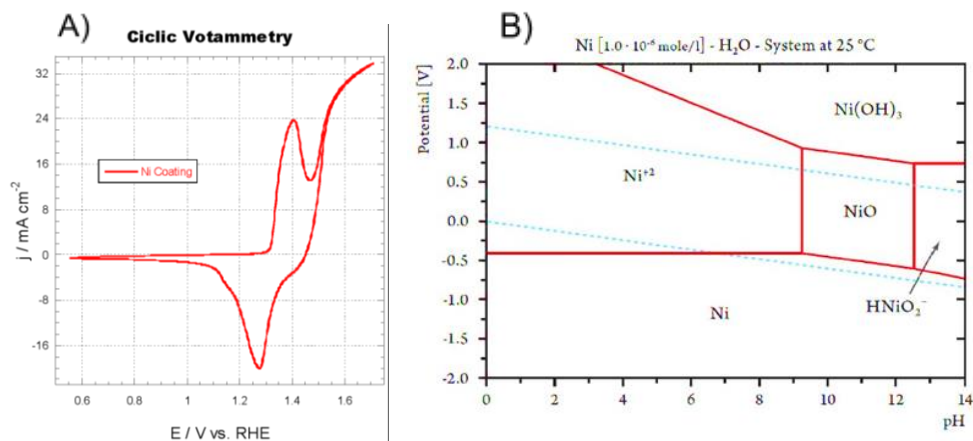 A)
Ciclic Votammetry
j / mA cm-2
32
24
16
8
0
-8
-16
Ni Coating
0.6 0.8 1.0 1.2 1.4 1.6
E / V vs. RHE
B)
Ni [1.0 · 10-6 mole/l] - H2O - System at 25 °C
Potential [V]
2.0
1.5
1.0
0.5
0.0
-0.5
-1.0
-1.5
-2.0
Ni(OH)3
Ni+2
NiO
HNiO2-
Ni
0 2 4 6 8 10 12 14
pH